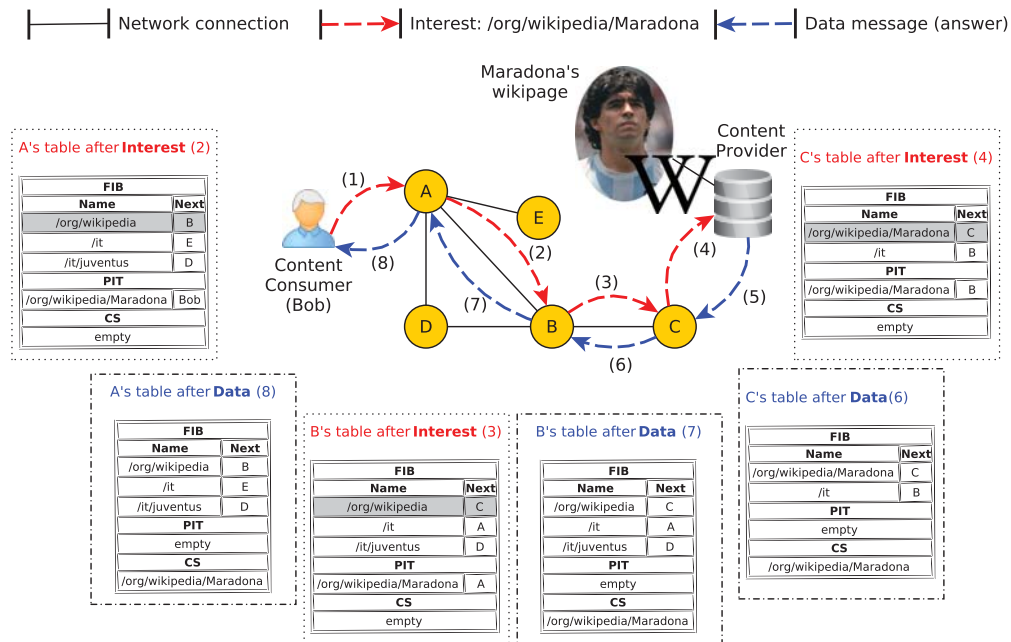 Network connection
Interest: /org/wikipedia/Maradona
Data message (answer)
Maradona's
wikipage
W
Content
Provider
(1)
A
E
(2)
(4)
(8)
Content
Consumer
(Bob)
(7)
(3)
(5)
D
B
C
(6)
A's table after Interest (2)
FIB
Name Next
/org/wikipedia B
/it E
/it/juventus D
PIT
/org/wikipedia/Maradona Bob
CS
empty
C's table after Interest (4)
FIB
Name Next
/org/wikipedia/Maradona C
/it B
PIT
/org/wikipedia/Maradona B
CS
empty
A's table after Data (8)
FIB
Name Next
/org/wikipedia B
/it E
/it/juventus D
PIT
empty
CS
/org/wikipedia/Maradona
B's table after Interest (3)
FIB
Name Next
/org/wikipedia C
/it A
/it/juventus D
PIT
/org/wikipedia/Maradona A
CS
empty
B's table after Data (7)
FIB
Name Next
/org/wikipedia C
/it A
/it/juventus D
PIT
empty
CS
/org/wikipedia/Maradona
C's table after Data(6)
FIB
Name Next
/org/wikipedia/Maradona C
/it B
PIT
empty
CS
/org/wikipedia/Maradona